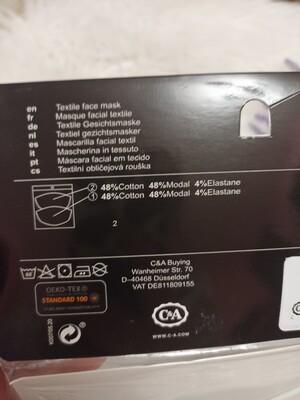 en Textile face mask
fr Masque facial textile
de Textile Gesichtsmaske
nl Textiel gezichtsmasker
es Mascarilla facial textil
it Mascherina in tessuto
pt Máscara facial em tecido
cs Textilní obličejová rouška
② 48%Cotton 48%Modal 4%Elastane
① 48%Cotton 48%Modal 4%Elastane
2
C&A Buying
Wanheimer Str. 70
D–40468 Düsseldorf
VAT DE811809155
OEKO-TEX®
STANDARD 100
C&A
WWW.C-A.COM